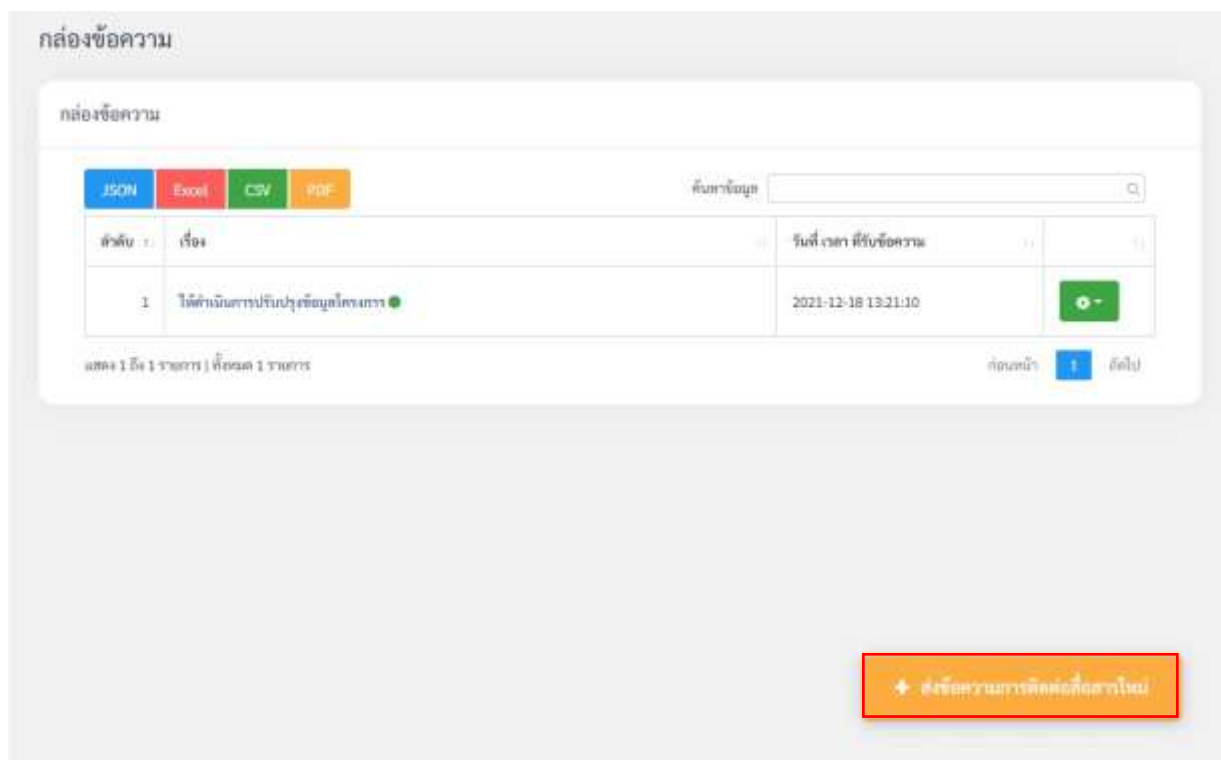 กล่องข้อความ
กล่องข้อความ
JSON Excel CSV PDF ค้นหาข้อมูล
ลำดับ เรื่อง วันที่ เวลา ที่รับข้อความ
1 ให้ดำเนินการปรับปรุงข้อมูลโครงการ 2021-12-18 13:21:10
แสดง 1 ถึง 1 รายการ | ทั้งหมด 1 รายการ ก่อนหน้า 1 ถัดไป
ส่งข้อความการติดต่อสื่อสารใหม่